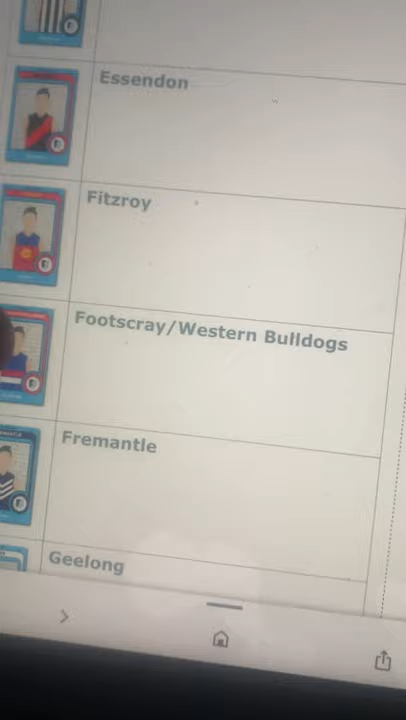 Essendon
Fitzroy
Footscray/Western Bulldogs
Fremantle
Geelong